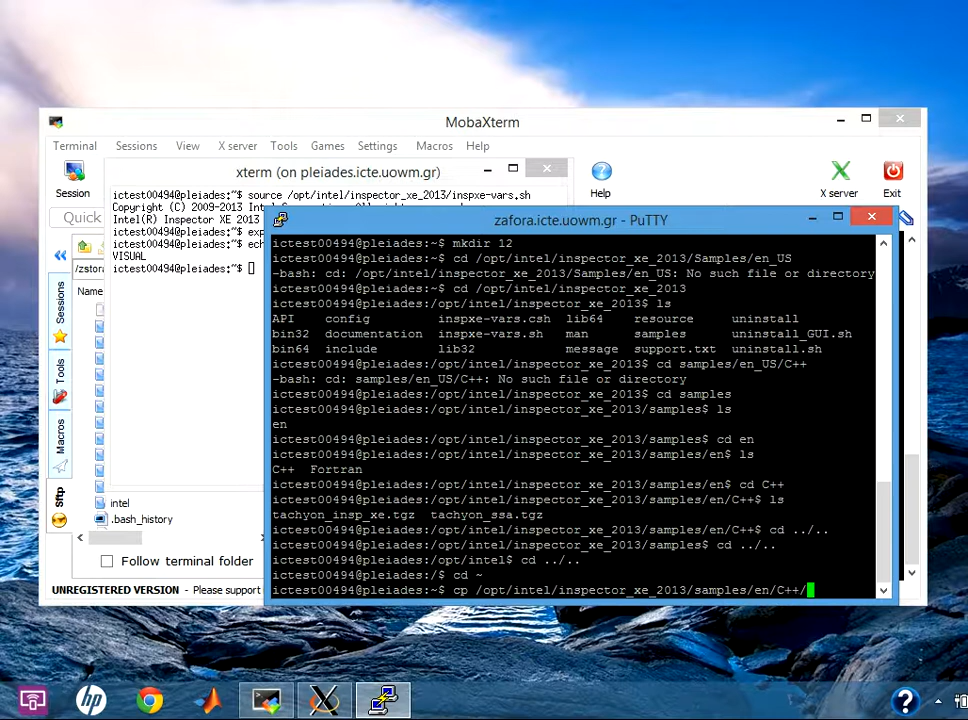 MobaXterm
Terminal Sessions View X server Games Settings Macros Help
Session
Help
X server
Exit
Quick
Name
Sessions
Tools
Macros
Sftp
intel
.bash_history
Follow terminal folder
UNREGISTERED VERSION - Please support
xterm (on pleiades.icte.uowm.gr)
ictest00494@pleiades:~$ source /opt/intel/inspector_xe_2013/inspxe-vars.sh
Copyright (C) 2009-2013
Intel(R) Inspector XE 2013
ictest00494@pleiades:~$
ictest00494@pleiades:~$
VISUAL
ictest00494@pleiades:~$
zafora.icte.uowm.gr - PuTTY
ictest00494@pleiades:~$ mkdir 12
ictest00494@pleiades:~$ cd /opt/intel/inspector_xe_2013/Samples/en_US
-bash: cd: /opt/intel/inspector_xe_2013/Samples/en_US: No such file or directory
ictest00494@pleiades:~$ cd /opt/intel/inspector_xe_2013
ictest00494@pleiades:/opt/intel/inspector_xe_2013$ ls
API config inspxe-vars.csh lib64 resource uninstall
bin32 documentation inspxe-vars.sh man samples uninstall_GUI.sh
bin64 include lib32 message support.txt uninstall.sh
ictest00494@pleiades:/opt/intel/inspector_xe_2013$ cd samples/en_US/C++
-bash: cd: samples/en_US/C++: No such file or directory
ictest00494@pleiades:/opt/intel/inspector_xe_2013$ cd samples
ictest00494@pleiades:/opt/intel/inspector_xe_2013/samples$ ls
en
ictest00494@pleiades:/opt/intel/inspector_xe_2013/samples$ cd en
ictest00494@pleiades:/opt/intel/inspector_xe_2013/samples/en$ ls
C++ Fortran
ictest00494@pleiades:/opt/intel/inspector_xe_2013/samples/en$ cd C++
ictest00494@pleiades:/opt/intel/inspector_xe_2013/samples/en/C++$ ls
tachyon_insp_xe.tgz tachyon_ssa.tgz
ictest00494@pleiades:/opt/intel/inspector_xe_2013/samples/en/C++$ cd ../..
ictest00494@pleiades:/opt/intel/inspector_xe_2013/samples$ cd ../..
ictest00494@pleiades:/opt/intel$ cd ../..
ictest00494@pleiades:/$ cd ~
ictest00494@pleiades:~$ cp /opt/intel/inspector_xe_2013/samples/en/C++/
hp